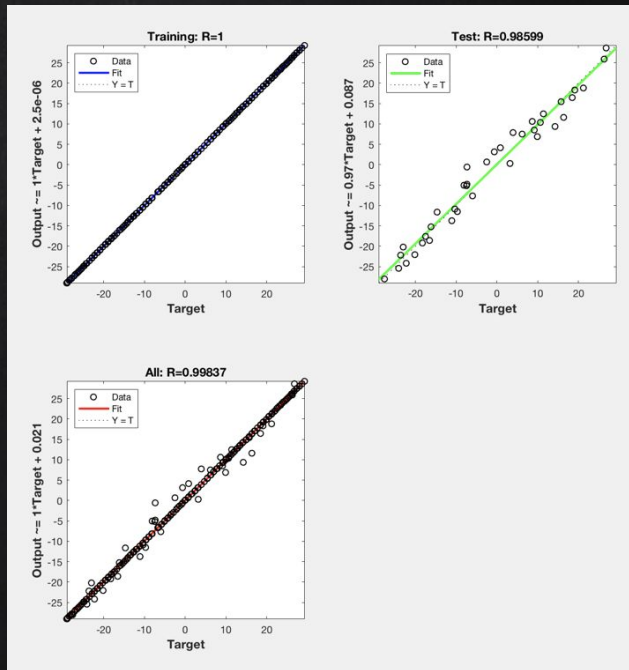 Training: R=1
Data
Fit
Y = T
Output ~= 1*Target + 2.5e-06
25
20
15
10
5
0
-5
-10
-15
-20
-25
-20 -10 0 10 20
Target
Test: R=0.98599
Data
Fit
Y = T
Output ~= 0.97*Target + 0.087
25
20
15
10
5
0
-5
-10
-15
-20
-25
-20 -10 0 10 20
Target
All: R=0.99837
Data
Fit
Y = T
Output ~= 1*Target + 0.021
25
20
15
10
5
0
-5
-10
-15
-20
-25
-20 -10 0 10 20
Target